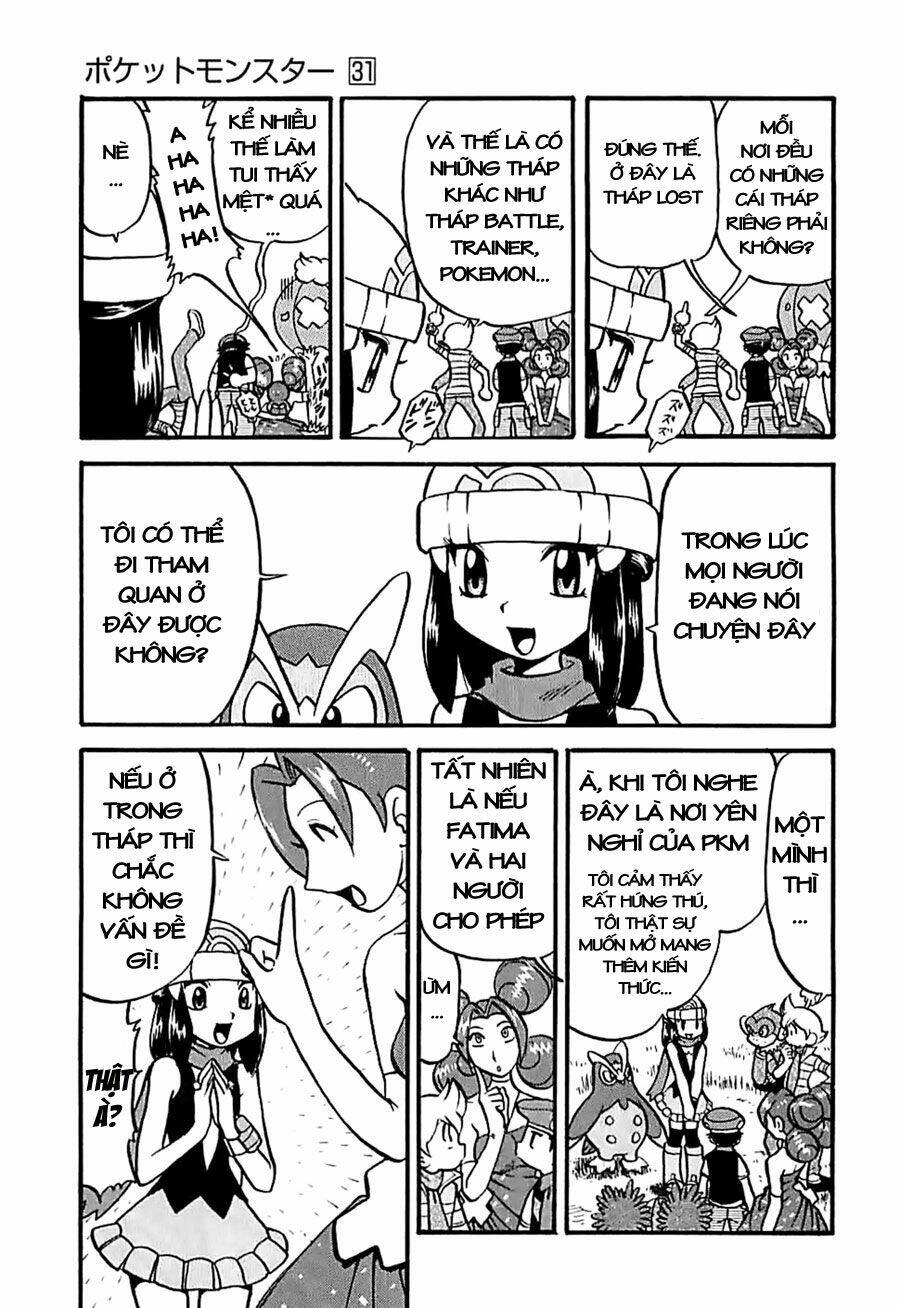 ポケットモンスター 31
MỖI
NƠI ĐỀU
CÓ NHỮNG
CÁI THÁP
RIÊNG PHẢI
KHÔNG?
ĐÚNG THẾ.
Ở ĐÂY LÀ
THÁP LOST
VÀ THẾ LÀ CÓ
NHỮNG THÁP
KHÁC NHƯ
THÁP BATTLE,
TRAINER,
POKEMON...
KỂ NHIỀU
THẾ LÀM
TUI THẤY
MỆT* QUÁ
...
A
HA
HA
HA
HA!
NÈ
...
TRONG LÚC
MỌI NGƯỜI
ĐANG NÓI
CHUYỆN ĐÂY
TÔI CÓ THỂ
ĐI THAM
QUAN Ở
ĐÂY ĐƯỢC
KHÔNG?
MỘT
MÌNH
THÌ
...
À, KHI TÔI NGHE
ĐÂY LÀ NƠI YÊN
NGHỈ CỦA PKM
TÔI CẢM THẤY
RẤT HỨNG THÚ,
TÔI THẬT SỰ
MUỐN MỞ MANG
THÊM KIẾN
THỨC...
TẤT NHIÊN
LÀ NẾU
FATIMA
VÀ HAI
NGƯỜI
CHO PHÉP
ỪM
...
NẾU Ở
TRONG
THÁP THÌ
CHẮC
KHÔNG
VẤN ĐỀ
GÌ!
THẬT
À?